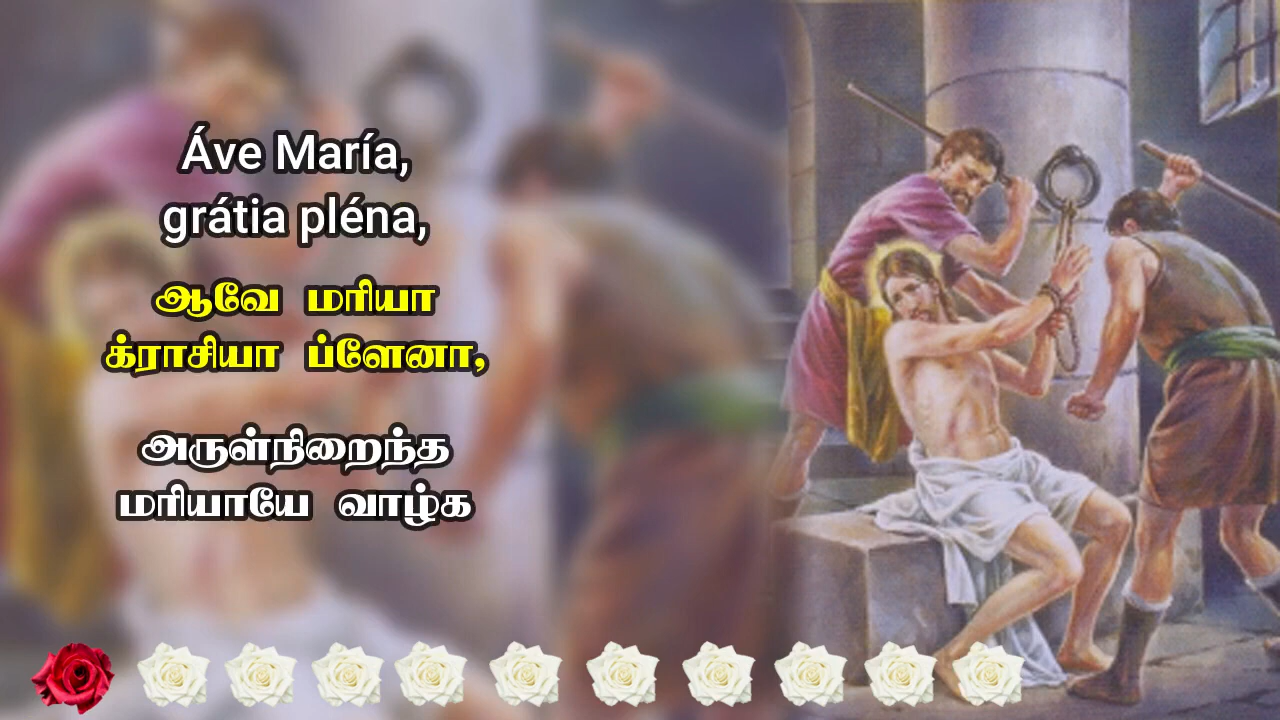 Áve María,
grátia pléna,
ஆவே மரியா
க்ராசியா ப்ளேனா,
அருள்நிறைந்த
மரியாயே வாழ்க